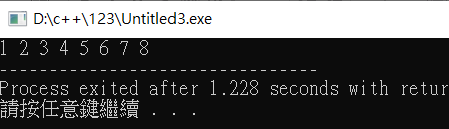 D:\c++\123\Untitled3.exe
1 2 3 4 5 6 7 8
--------------------------------
Process exited after 1.228 seconds with retur
請按任意鍵繼續 . . .